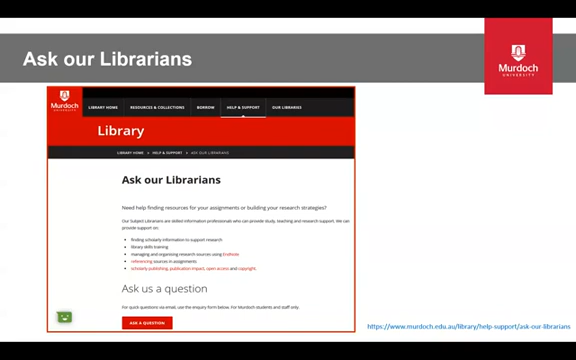 Ask our Librarians
Murdoch
UNIVERSITY
Murdoch
UNIVERSITY
LIBRARY HOME RESOURCES & COLLECTIONS BORROW HELP & SUPPORT OUR LIBRARIES
Library
LIBRARY HOME > HELP & SUPPORT > ASK OUR LIBRARIANS
Ask our Librarians
Need help finding resources for your assignments or building your research strategies?
Our Subject Librarians are skilled information professionals who can provide study, teaching and research support. We can
provide support on:
• finding scholarly information to support research
• library skills training
• managing and organising research sources using EndNote
• referencing sources in assignments
• scholarly publishing, publication impact, open access and copyright.
Ask us a question
For quick questions via email, use the enquiry form below. For Murdoch students and staff only.
ASK A QUESTION
https://www.murdoch.edu.au/library/help-support/ask-our-librarians